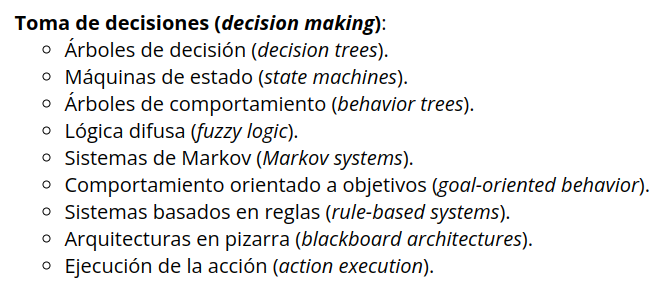 Toma de decisiones (decision making):
Árboles de decisión (decision trees).
Máquinas de estado (state machines).
Árboles de comportamiento (behavior trees).
Lógica difusa (fuzzy logic).
Sistemas de Markov (Markov systems).
Comportamiento orientado a objetivos (goal-oriented behavior).
Sistemas basados en reglas (rule-based systems).
Arquitecturas en pizarra (blackboard architectures).
Ejecución de la acción (action execution).